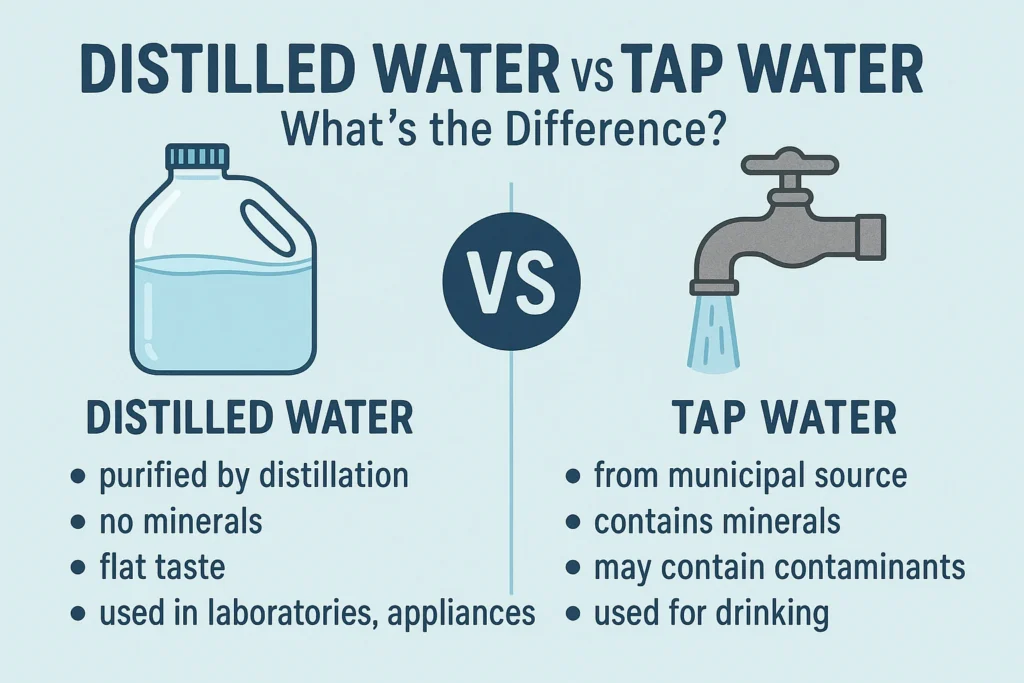 DISTILLED WATER vs TAP WATER
What's the Difference?
VS
DISTILLED WATER
• purified by distillation
• no minerals
• flat taste
• used in laboratories, appliances
TAP WATER
• from municipal source
• contains minerals
• may contain contaminants
• used for drinking